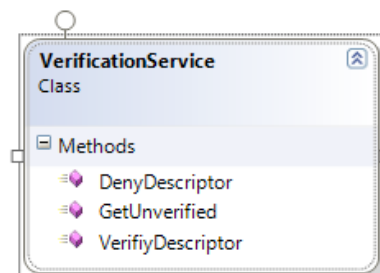 VerificationService
Class
Methods
DenyDescriptor
GetUnverified
VerifiyDescriptor